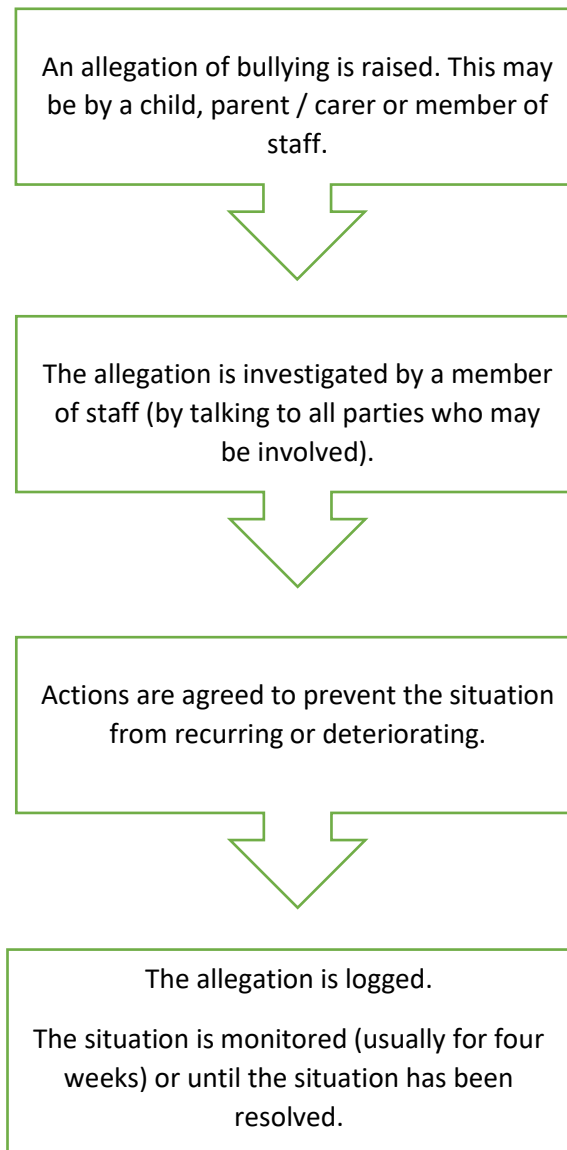 An allegation of bullying is raised. This may
be by a child, parent / carer or member of
staff.
The allegation is investigated by a member
of staff (by talking to all parties who may
be involved).
Actions are agreed to prevent the situation
from recurring or deteriorating.
The allegation is logged.
The situation is monitored (usually for four
weeks) or until the situation has been
resolved.